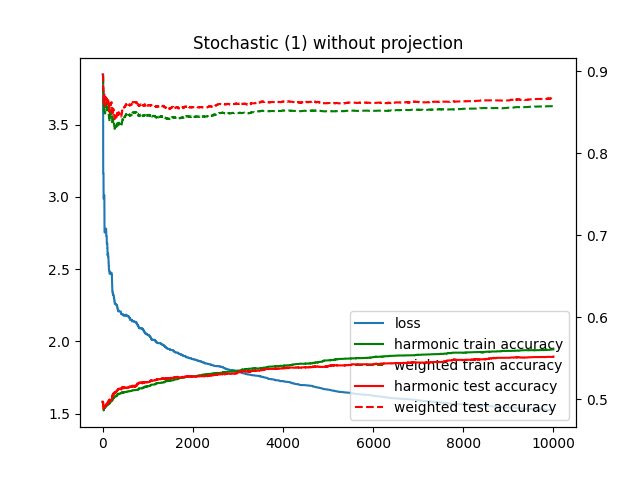 Stochastic (1) without projection
3.5
3.0
2.5
2.0
1.5
0.9
0.8
0.7
0.6
0.5
loss
harmonic train accuracy
weighted train accuracy
harmonic test accuracy
weighted test accuracy
0 2000 4000 6000 8000 10000